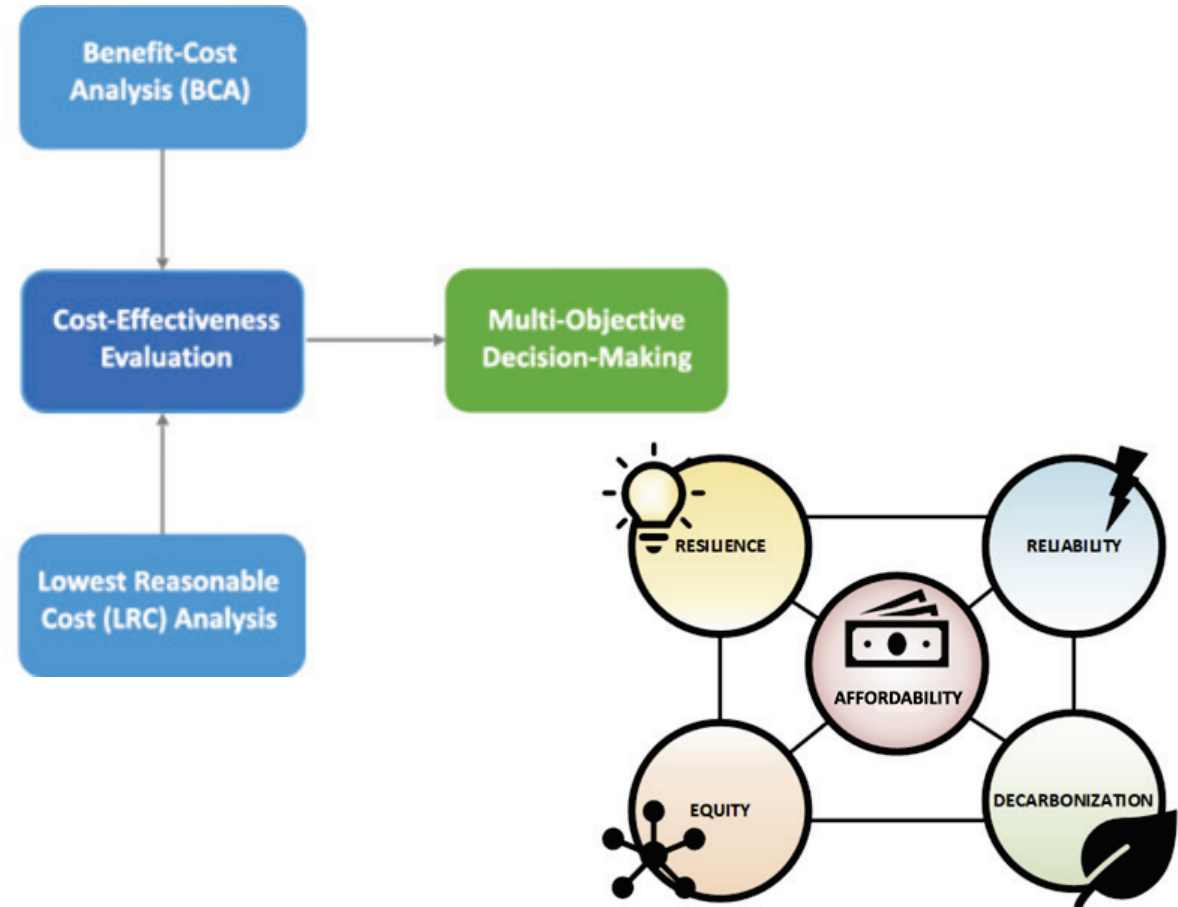 Benefit-Cost
Analysis (BCA)
Cost-Effectiveness
Evaluation
Multi-Objective
Decision-Making
Lowest Reasonable
Cost (LRC) Analysis
RESILIENCE
RELIABILITY
AFFORDABILITY
EQUITY
DECARBONIZATION